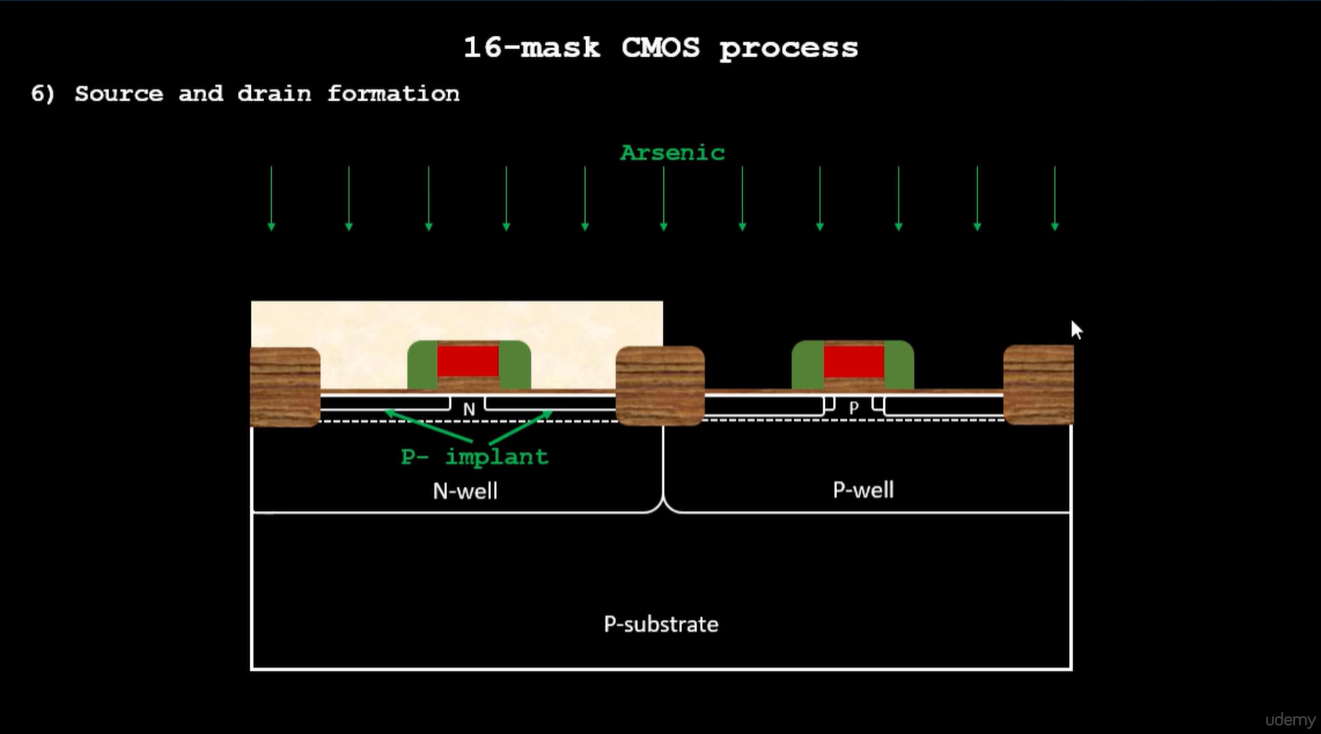 16-mask CMOS process
6) Source and drain formation
Arsenic
N
P
P- implant
N-well
P-well
P-substrate
udemy